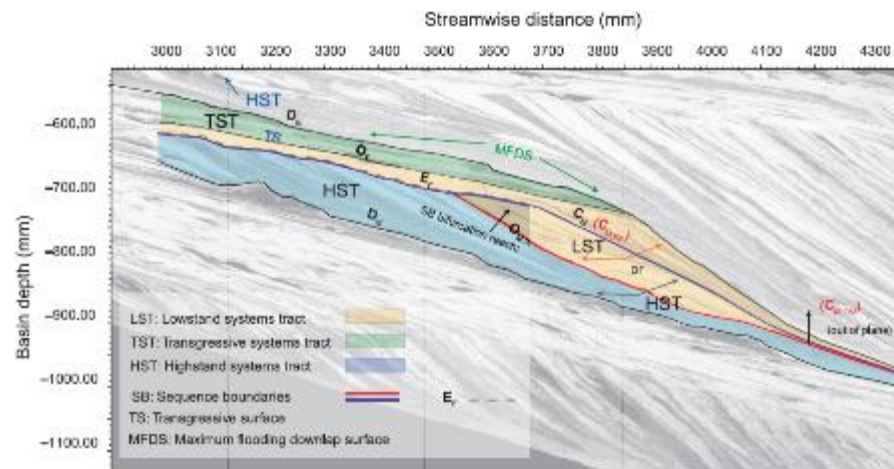 Streamwise distance (mm)
3000 3100 3200 3300 3400 3500 3600 3700 3800 3900 4000 4100 4200 4300
Basin depth (mm)
−600.00
−700.00
−800.00
−900.00
−1000.00
−1100.00
HST
TST
TS
MFDS
HST
SB bifurcation
LST
or
HST
(out of plane)
LST: Lowstand systems tract
TST: Transgressive systems tract
HST: Highstand systems tract
SB: Sequence boundaries
TS: Transgressive surface
MFDS: Maximum flooding downlap surface